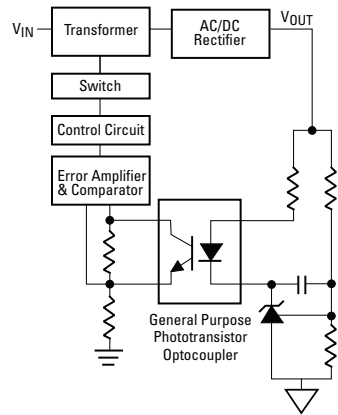 V_IN
Transformer
AC/DC
Rectifier
V_OUT
Switch
Control Circuit
Error Amplifier
& Comparator
General Purpose
Phototransistor
Optocoupler